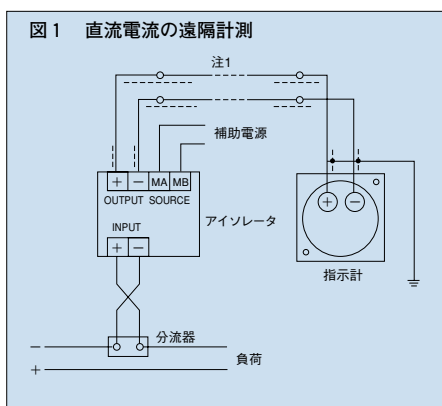 図1 直流電流の遠隔計測
注1
補助電源
+ − MA MB
OUTPUT SOURCE
アイソレータ
INPUT
+ −
+ −
指示計
分流器
−
負荷
+